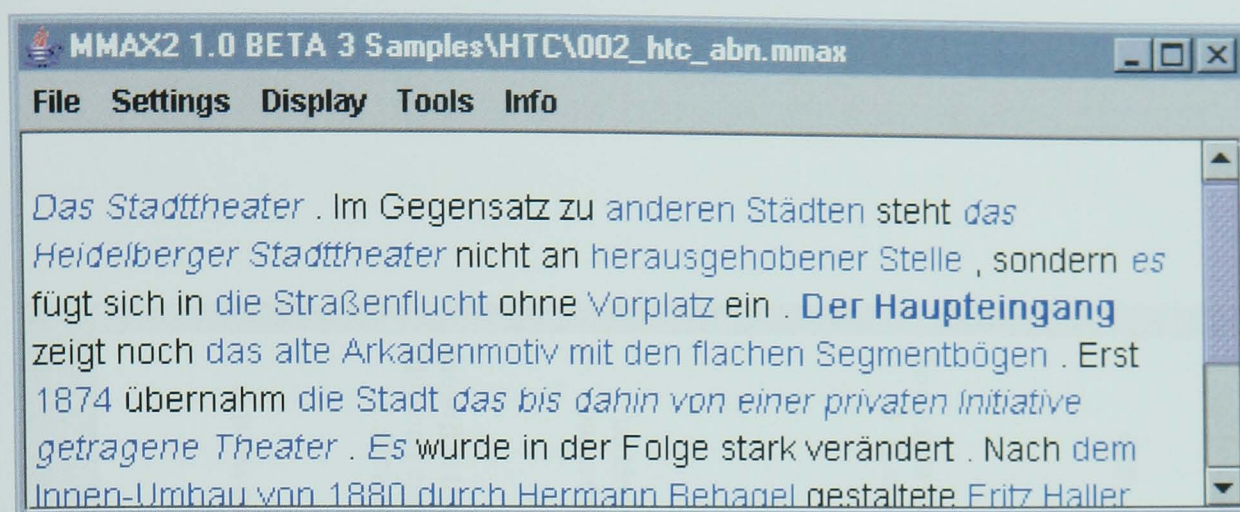 MMAX2 1.0 BETA 3 Samples\HTC\002_htc_abn.mmax
File Settings Display Tools Info
Das Stadttheater . Im Gegensatz zu anderen Städten steht das
Heidelberger Stadttheater nicht an herausgehobener Stelle , sondern es
fügt sich in die Straßenflucht ohne Vorplatz ein . Der Haupteingang
zeigt noch das alte Arkadenmotiv mit den flachen Segmentbögen . Erst
1874 übernahm die Stadt das bis dahin von einer privaten Initiative
getragene Theater . Es wurde in der Folge stark verändert . Nach dem
Innen-Umbau von 1880 durch Hermann Behagel gestaltete Fritz Haller